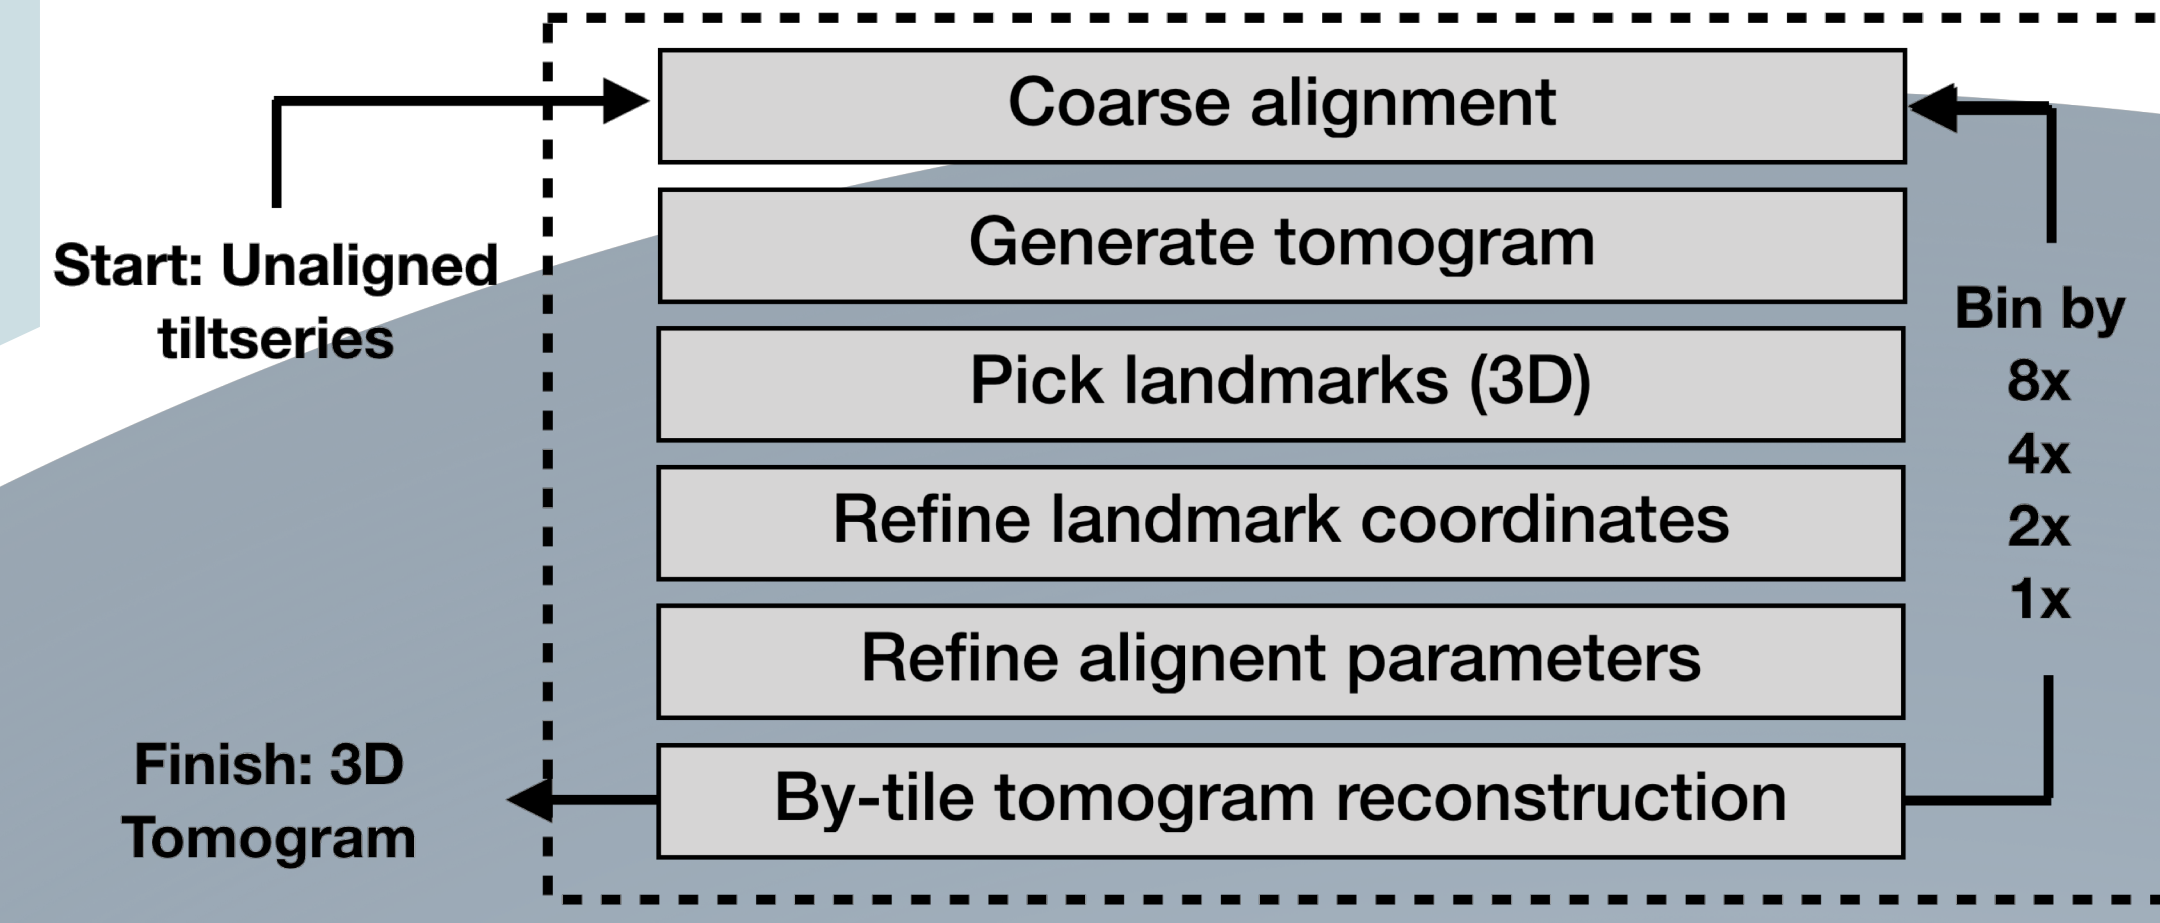 Coarse alignment
Generate tomogram
Pick landmarks (3D)
Refine landmark coordinates
Refine alignent parameters
By-tile tomogram reconstruction
Start: Unaligned
tiltseries
Finish: 3D
Tomogram
Bin by
8x
4x
2x
1x